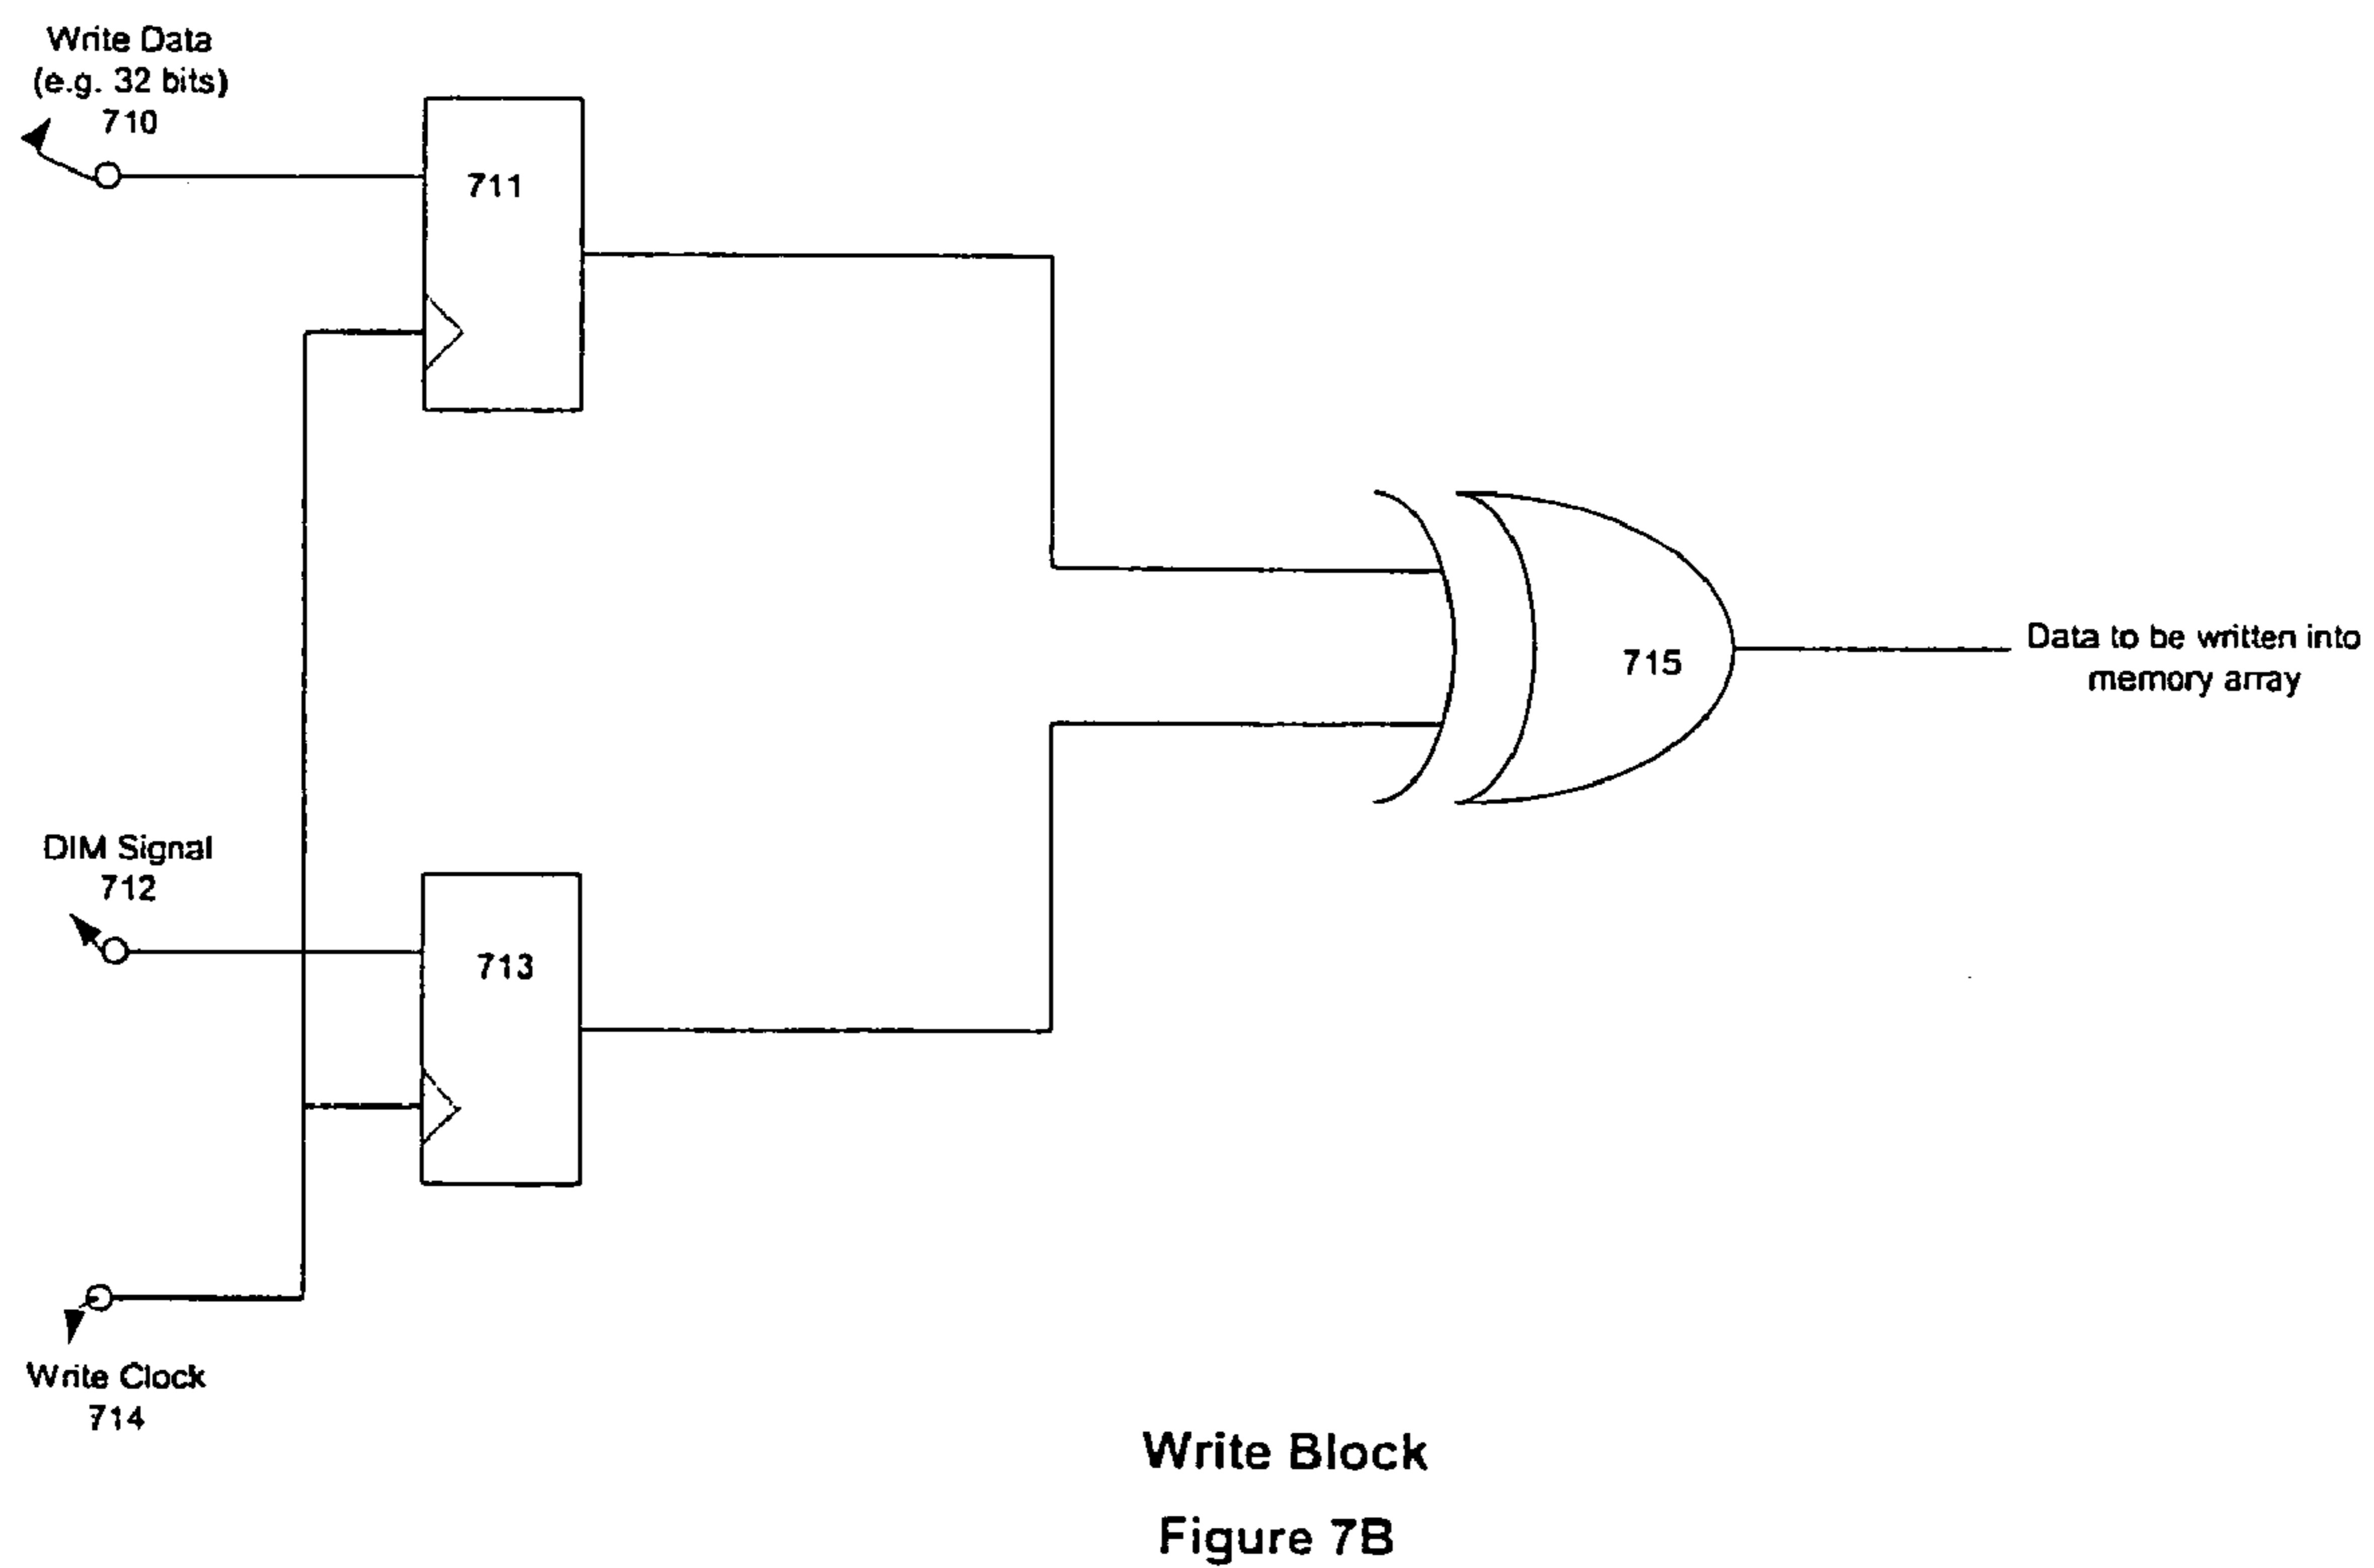 Write Data
(e.g. 32 bits)
710
711
715
Data to be written into
memory array
DIM Signal
712
713
Write Clock
714
Write Block
Figure 7B